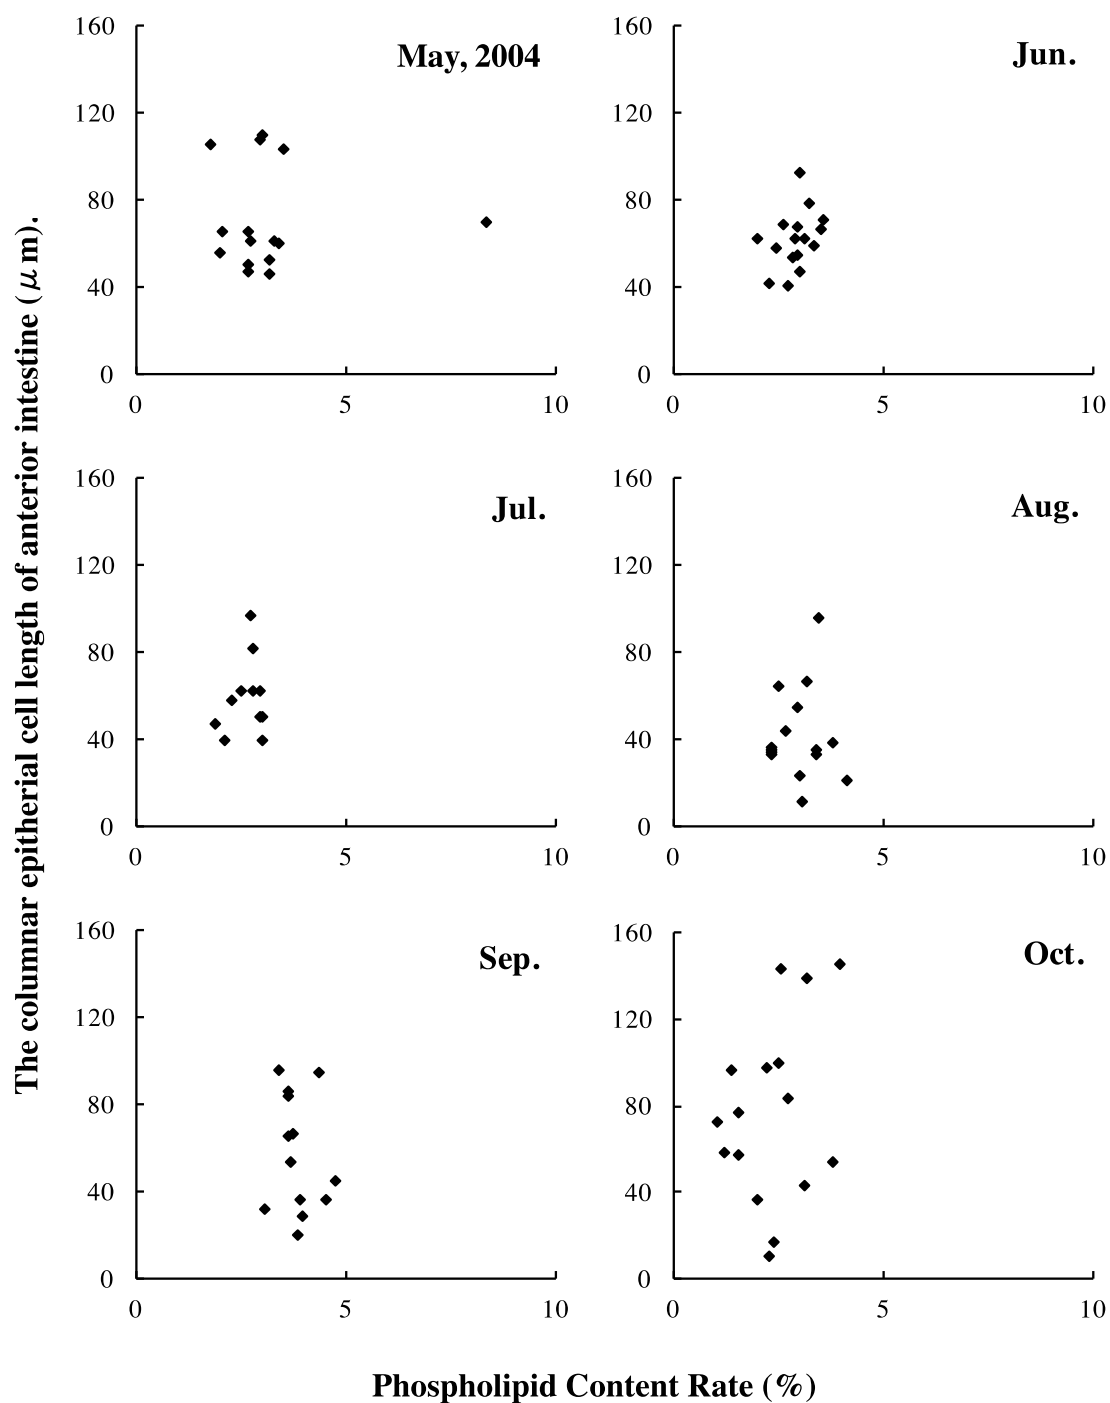 The columnar epitherial cell length of anterior intestine (μm).
160
May, 2004
120
80
40
0
0 5 10
160
Jun.
120
80
40
0
0 5 10
160
Jul.
120
80
40
0
0 5 10
160
Aug.
120
80
40
0
0 5 10
160
Sep.
120
80
40
0
0 5 10
160
Oct.
120
80
40
0
0 5 10
Phospholipid Content Rate (%)